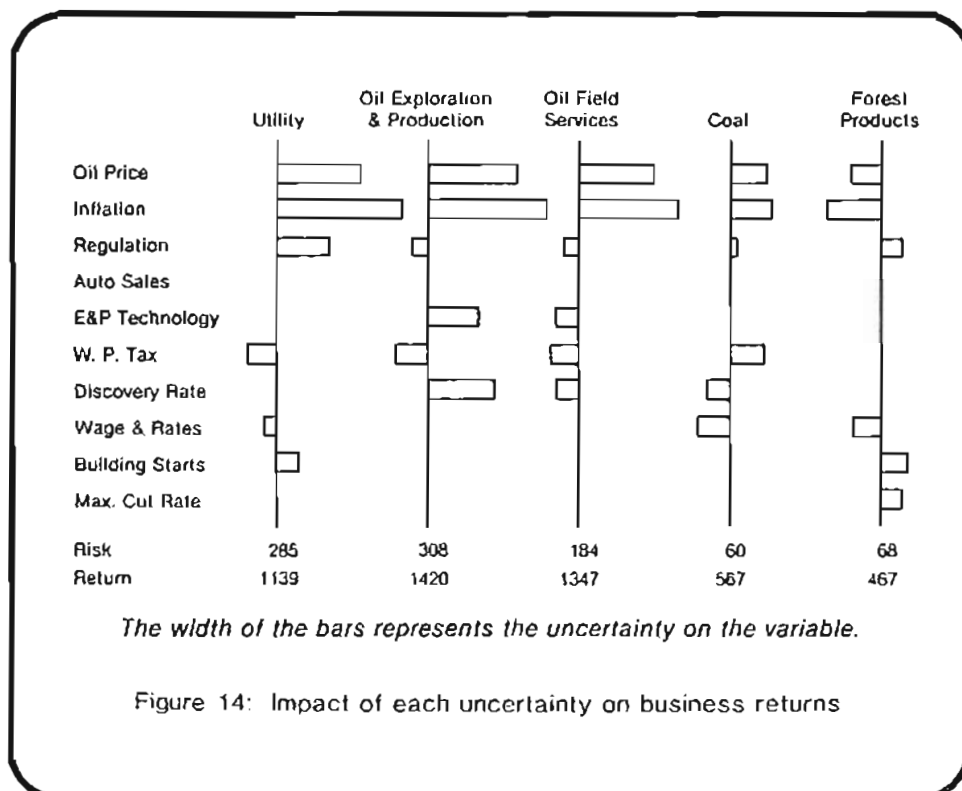 Utility Oil Exploration & Production Oil Field Services Coal Forest Products
Oil Price
Inflation
Regulation
Auto Sales
E&P Technology
W. P. Tax
Discovery Rate
Wage & Rates
Building Starts
Max. Cut Rate
Risk 285 308 184 60 68
Return 1139 1420 1347 567 467
The width of the bars represents the uncertainty on the variable.
Figure 14: Impact of each uncertainty on business returns